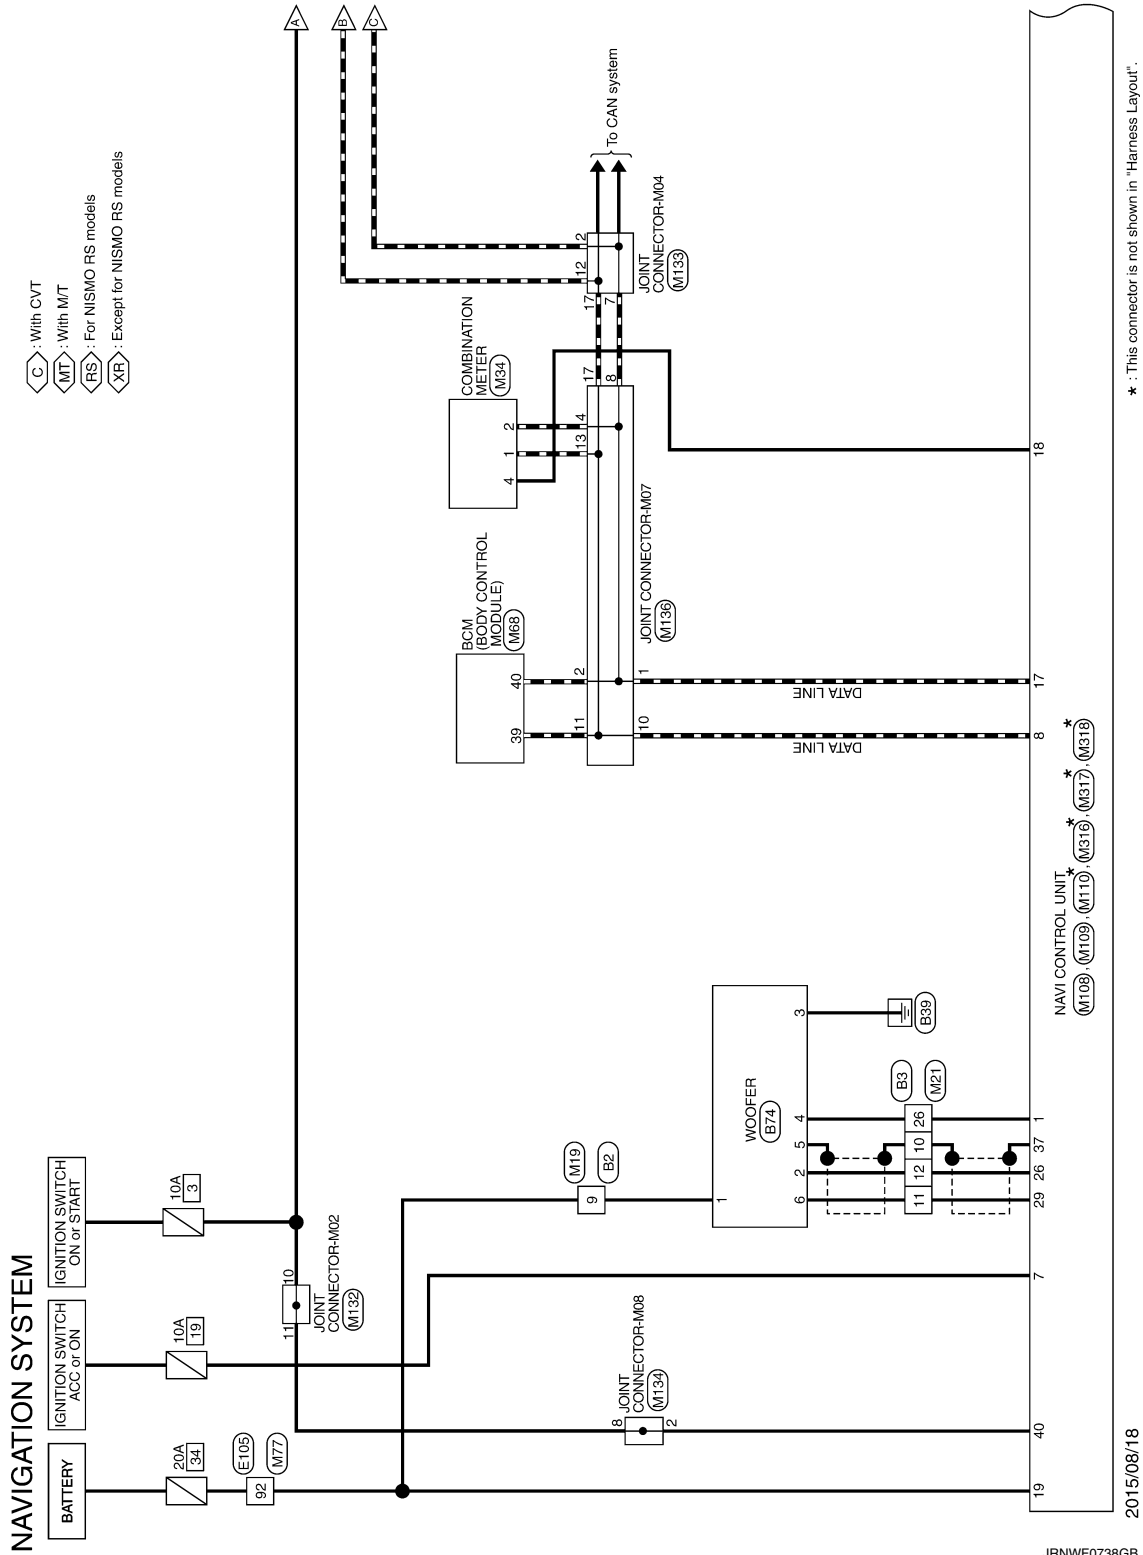 NAVIGATION SYSTEM
BATTERY
IGNITION SWITCH
ACC or ON
IGNITION SWITCH
ON or START
20A
34
10A
19
10A
3
E105
92
M77
11
10
JOINT
CONNECTOR-M02
M132
JOINT
CONNECTOR-M08
M134
8
2
M19
9
B2
WOOFER
B74
1
6
2
5
4
3
B39
B3
11
12
10
26
M21
BCM
(BODY CONTROL
MODULE)
M68
39
40
COMBINATION
METER
M34
4
1
2
11
2
13
4
17
8
10
1
JOINT CONNECTOR-M07
M136
17
7
12
2
JOINT
CONNECTOR-M04
M133
To CAN system
A
B
C
C : With CVT
MT : With M/T
RS : For NISMO RS models
XR : Except for NISMO RS models
DATA LINE
DATA LINE
19
40
7
29
26
37
1
8
17
18
NAVI CONTROL UNIT
M108 , M109 , M110* , M316* , M317* , M318*
* : This connector is not shown in "Harness Layout".
2015/08/18
JRNWE0738GB